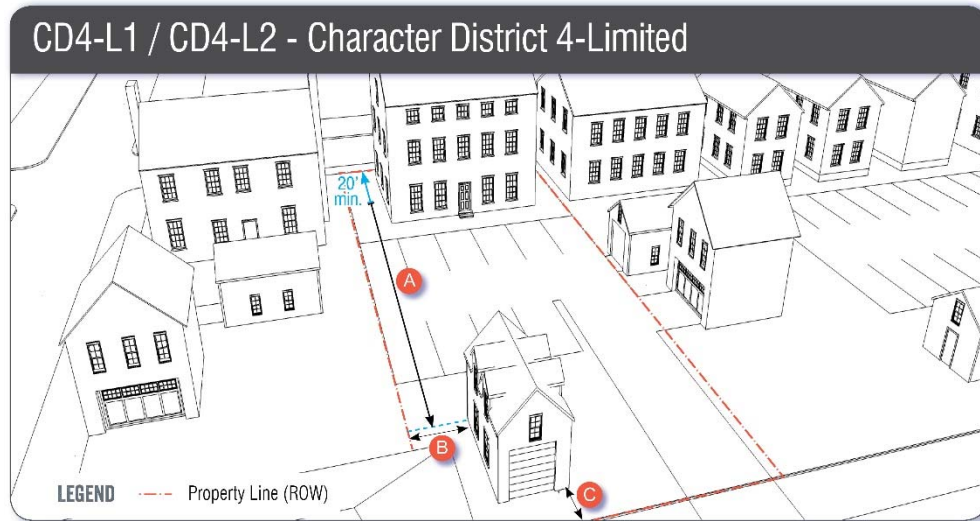 CD4-L1 / CD4-L2 - Character District 4-Limited
20'
min.
A
B
C
LEGEND Property Line (ROW)